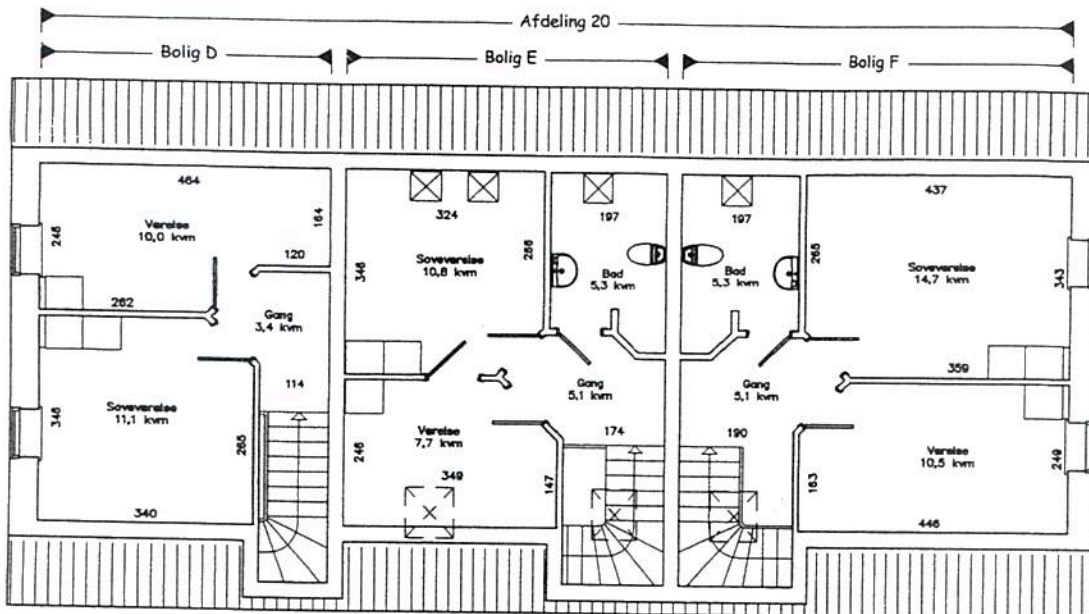 Afdeling 20
Bolig D
Bolig E
Bolig F
464
164
246
Værelse
10,0 kvm
120
262
Gang
3,4 kvm
114
346
Soveværelse
11,1 kvm
265
340
324
346
Soveværelse
10,8 kvm
266
197
Bad
5,3 kvm
Gang
5,1 kvm
174
246
Værelse
7,7 kvm
349
147
197
Bad
5,3 kvm
265
Gang
5,1 kvm
190
163
437
Soveværelse
14,7 kvm
343
359
Værelse
10,5 kvm
249
446